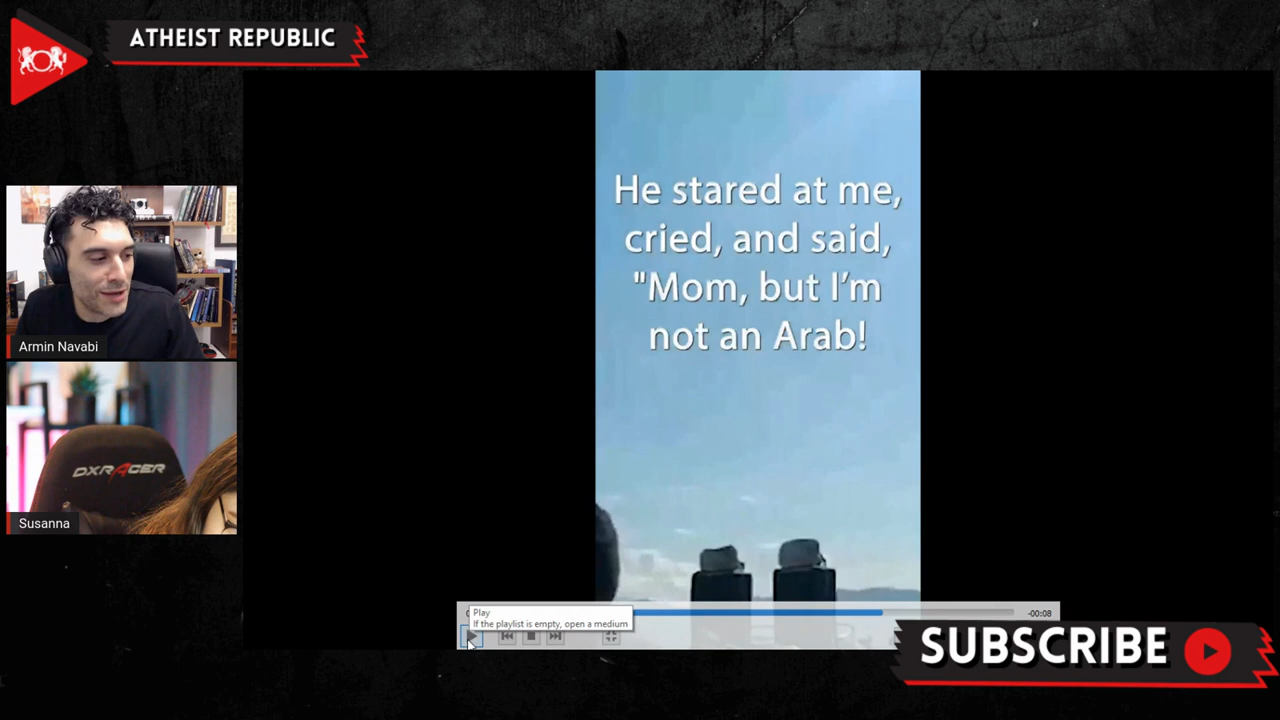 ATHEIST REPUBLIC
He stared at me,
cried, and said,
"Mom, but I'm
not an Arab!
Armin Navabi
DXRACER
Susanna
Play
If the playlist is empty, open a medium
-00:08
SUBSCRIBE